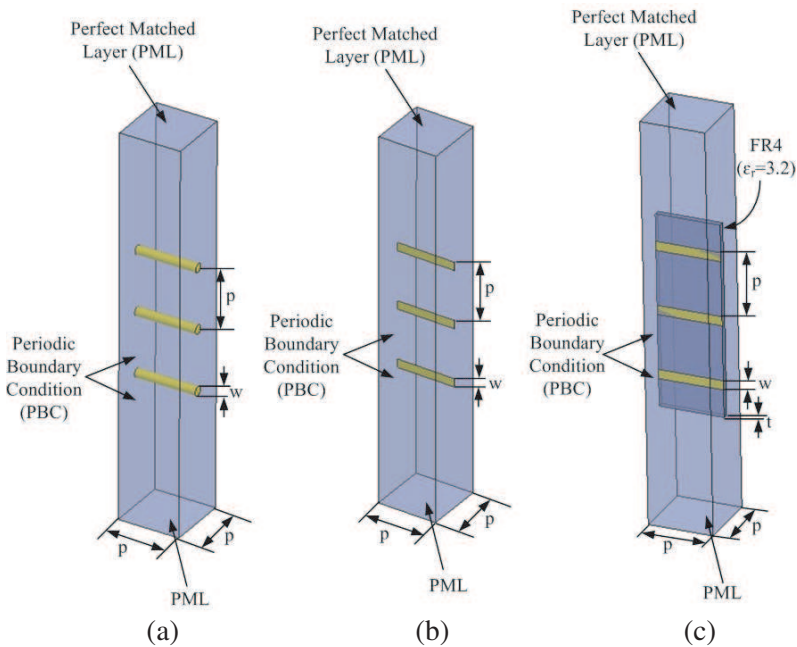 Perfect Matched
Layer (PML)
p
Periodic
Boundary
Condition
(PBC)
w
p
p
PML
(a)
Perfect Matched
Layer (PML)
p
Periodic
Boundary
Condition
(PBC)
w
p
p
PML
(b)
Perfect Matched
Layer (PML)
FR4
(εr=3.2)
p
Periodic
Boundary
Condition
(PBC)
w
t
p
p
PML
(c)